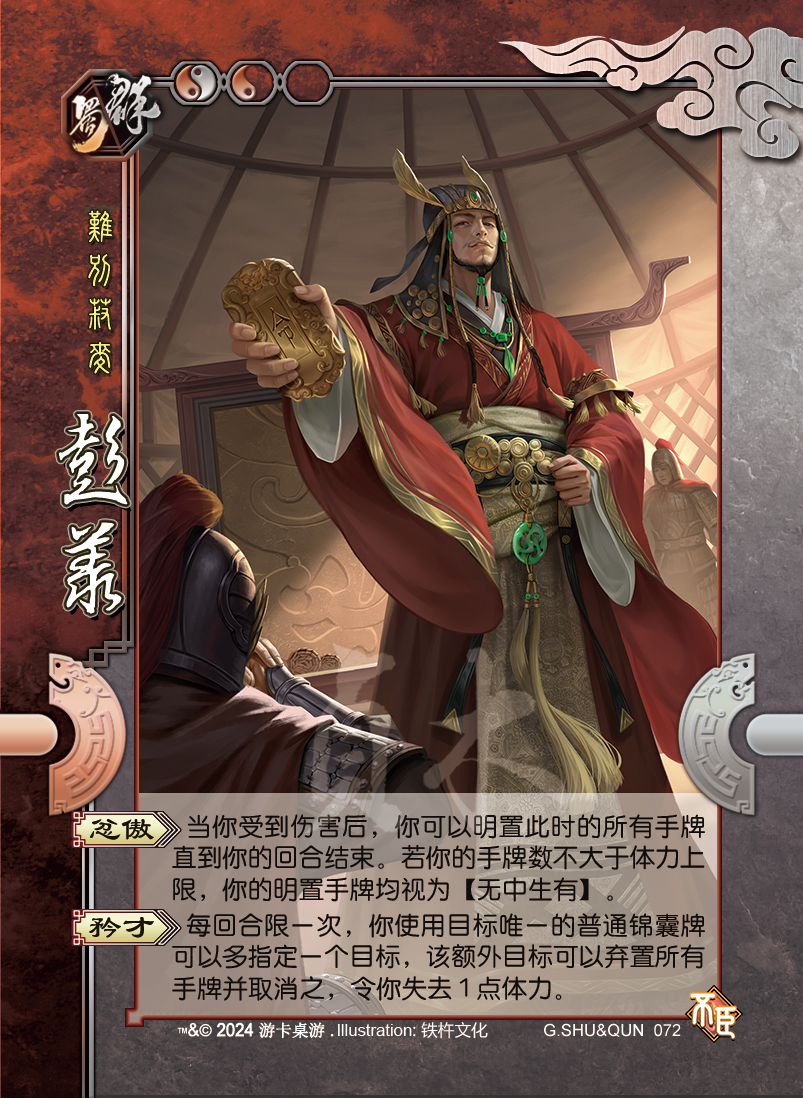 蜀
群
難別菽麥
彭羕
令
忿傲
当你受到伤害后，你可以明置此时的所有手牌
直到你的回合结束。若你的手牌数不大于体力上
限，你的明置手牌均视为【无中生有】。
矜才
每回合限一次，你使用目标唯一的普通锦囊牌
可以多指定一个目标，该额外目标可以弃置所有
手牌并取消之，令你失去1点体力。
不臣
™&© 2024 游卡桌游 . Illustration: 铁杵文化 G.SHU&QUN 072